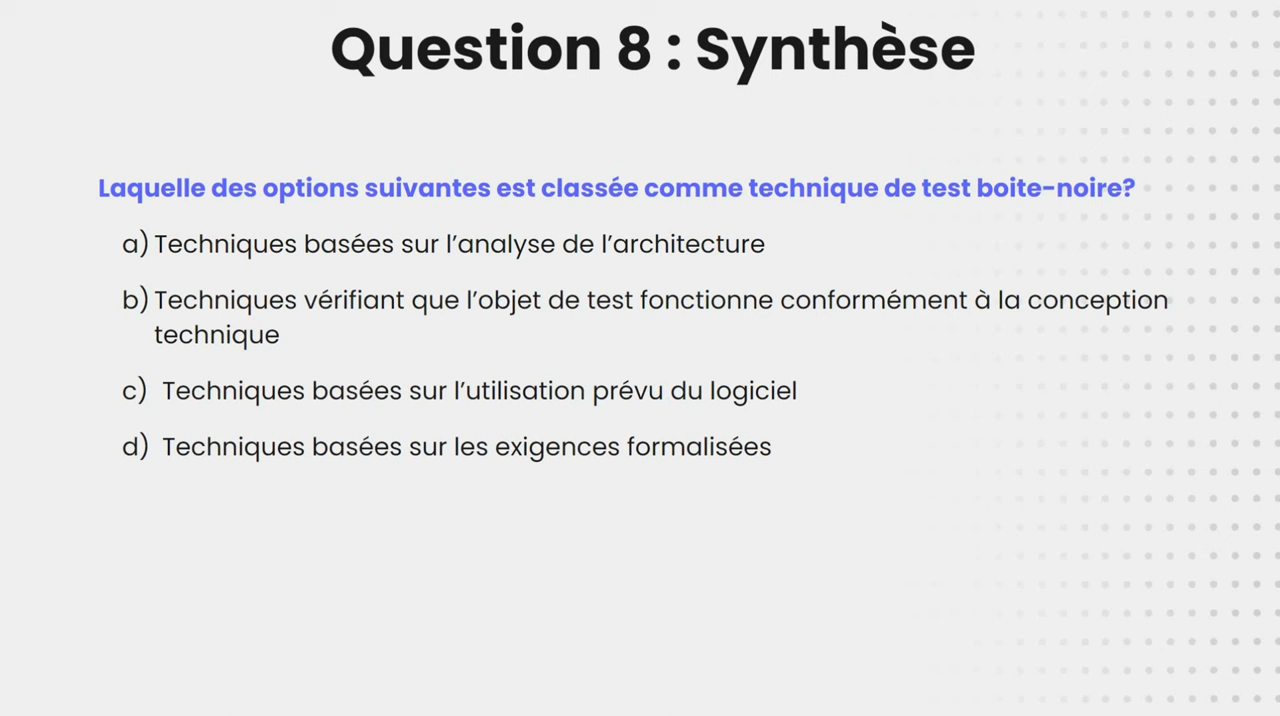 Question 8 : Synthèse
Laquelle des options suivantes est classée comme technique de test boite-noire?
a) Techniques basées sur l’analyse de l’architecture
b) Techniques vérifiant que l’objet de test fonctionne conformément à la conception
technique
c) Techniques basées sur l’utilisation prévu du logiciel
d) Techniques basées sur les exigences formalisées